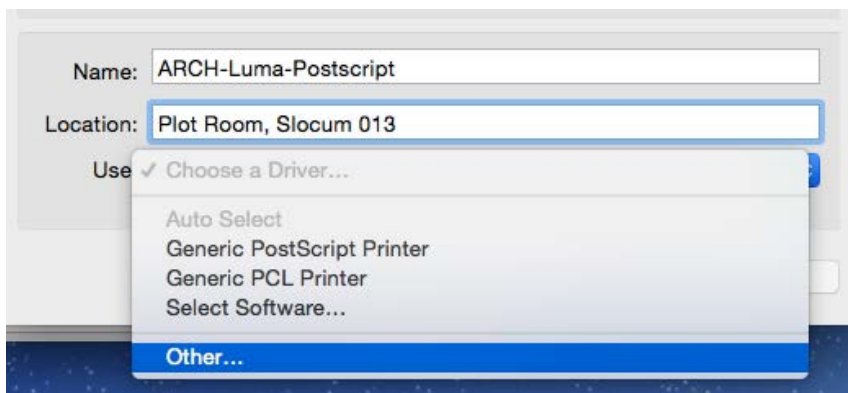 Name: ARCH-Luma-Postscript
Location: Plot Room, Slocum 013
Use ✓ Choose a Driver...
Auto Select
Generic PostScript Printer
Generic PCL Printer
Select Software...
Other...